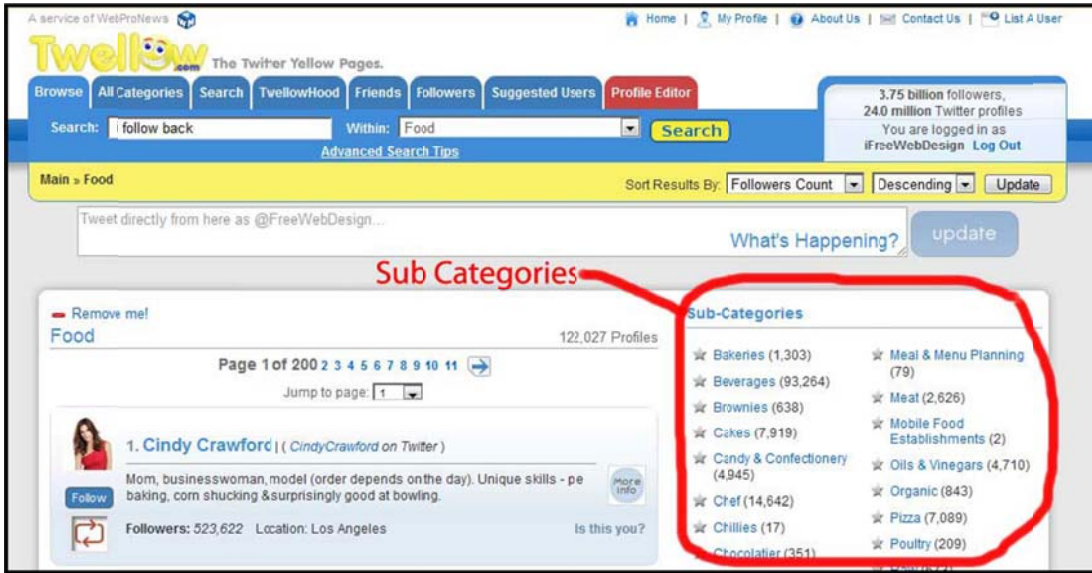 A service of WebProNews
Home | My Profile | About Us | Contact Us | List A User
Twellow.com The Twitter Yellow Pages.
Browse All Categories Search TwellowHood Friends Followers Suggested Users Profile Editor
3.75 billion followers,
24.0 million Twitter profiles
You are logged in as
iFreeWebDesign Log Out
Search: follow back Within: Food Search
Advanced Search Tips
Main » Food
Sort Results By: Followers Count Descending Update
Tweet directly from here as @FreeWebDesign...
What's Happening? update
Sub Categories
Remove me!
Food 122,027 Profiles
Page 1 of 200 2 3 4 5 6 7 8 9 10 11
Jump to page: 1
1. Cindy Crawford | ( CindyCrawford on Twitter )
Mom, businesswoman, model (order depends on the day). Unique skills - pe
baking, corn shucking & surprisingly good at bowling.
More
info
Follow
Followers: 523,622 Location: Los Angeles Is this you?
Sub-Categories
Bakeries (1,303)
Beverages (93,264)
Brownies (638)
Cakes (7,919)
Candy & Confectionery
(4,945)
Chef (14,642)
Chillies (17)
Chocolatier (351)
Meal & Menu Planning
(79)
Meat (2,626)
Mobile Food
Establishments (2)
Oils & Vinegars (4,710)
Organic (843)
Pizza (7,089)
Poultry (209)